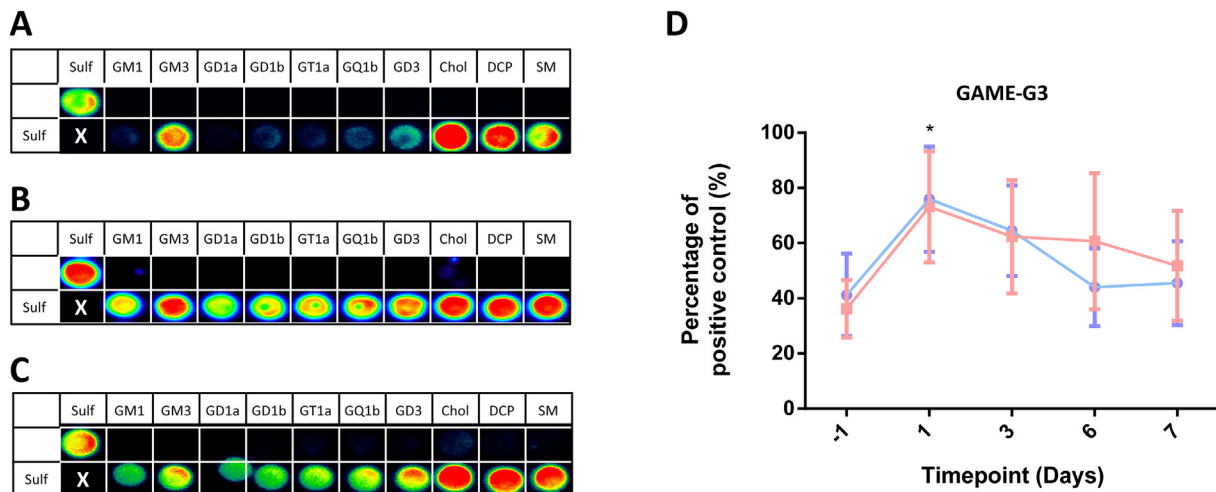 A
Sulf GM1 GM3 GD1a GD1b GT1a GQ1b GD3 Chol DCP SM
Sulf X
B
Sulf GM1 GM3 GD1a GD1b GT1a GQ1b GD3 Chol DCP SM
Sulf X
C
Sulf GM1 GM3 GD1a GD1b GT1a GQ1b GD3 Chol DCP SM
Sulf X
D
GAME-G3
*
Percentage of
positive control (%)
100
80
60
40
20
0
-1 1 3 6 7
Timepoint (Days)